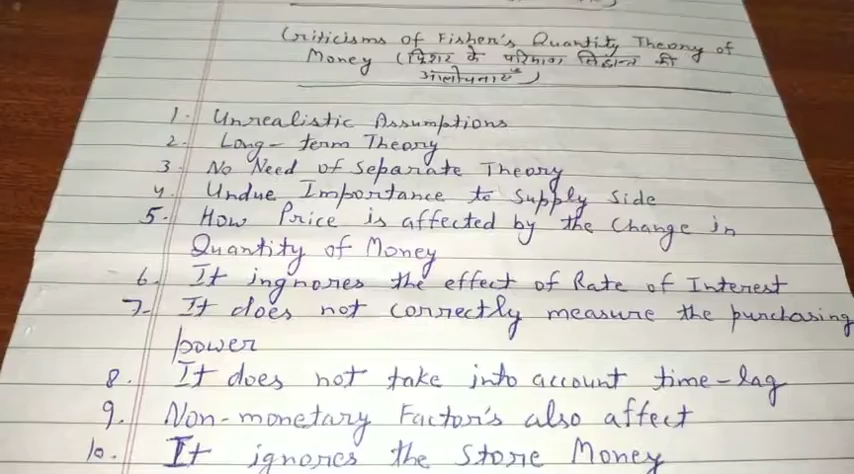 Criticisms of Fisher's Quantity Theory of
Money (फिशर के परिमाण सिद्धान्त की
आलोचनाएँ)
1. Unrealistic Assumptions
2. Long-term Theory
3. No Need of Separate Theory
4. Undue Importance to Supply Side
5. How Price is affected by the Change in
Quantity of Money
6. It ingnores the effect of Rate of Interest
7. It does not correctly measure the purchasing
power
8. It does not take into account time-lag
9. Non-monetary Factor's also affect
10. It ignores the Store Money